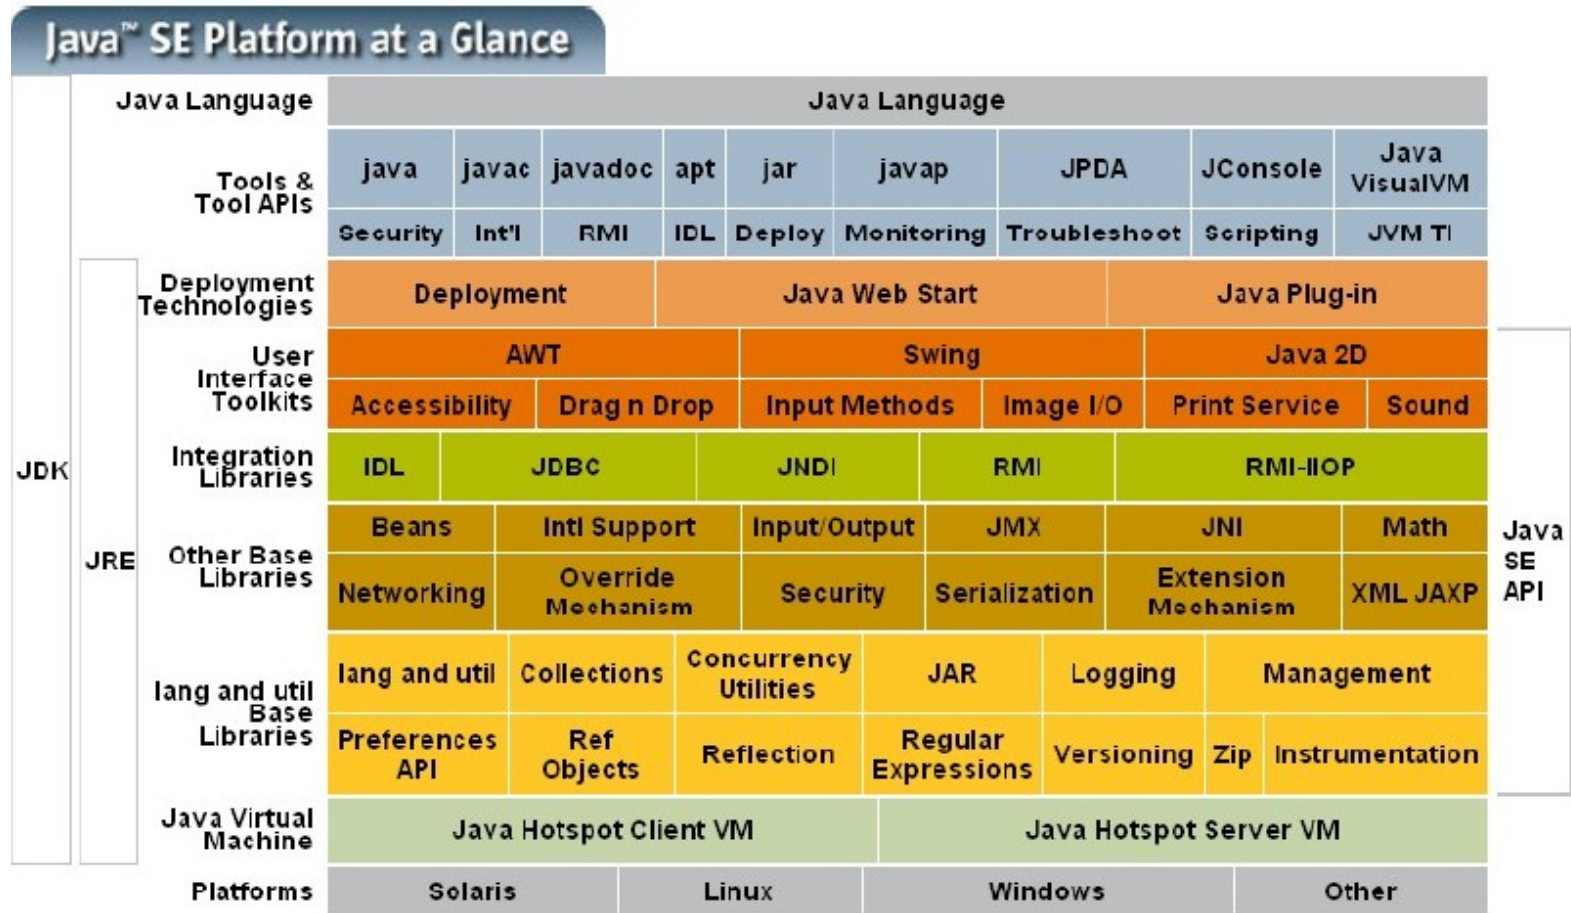 Java™ SE Platform at a Glance
Java Language
Java Language
Tools &
Tool APIs
java javac javadoc apt jar javap JPDA JConsole Java VisualVM
Security Int'l RMI IDL Deploy Monitoring Troubleshoot Scripting JVM TI
Deployment
Technologies
Deployment Java Web Start Java Plug-in
User
Interface
Toolkits
AWT Swing Java 2D
Accessibility Drag n Drop Input Methods Image I/O Print Service Sound
Integration
Libraries
IDL JDBC JNDI RMI RMI-IIOP
JDK
JRE
Other Base
Libraries
Beans Intl Support Input/Output JMX JNI Math
Networking Override Mechanism Security Serialization Extension Mechanism XML JAXP
Java
SE
API
lang and util
Base
Libraries
lang and util Collections Concurrency Utilities JAR Logging Management
Preferences API Ref Objects Reflection Regular Expressions Versioning Zip Instrumentation
Java Virtual
Machine
Java Hotspot Client VM Java Hotspot Server VM
Platforms
Solaris Linux Windows Other